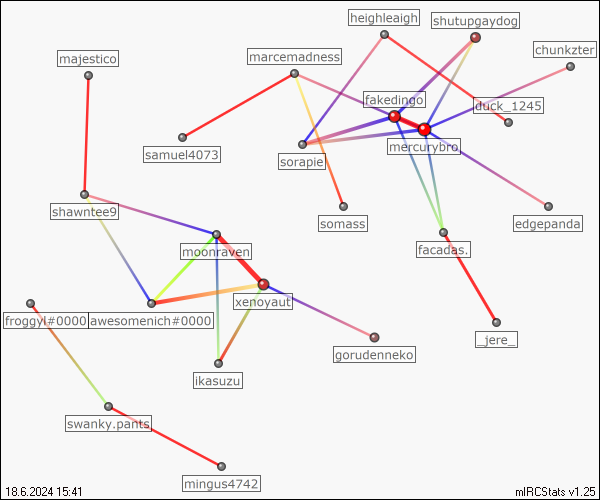 heighleaigh
shutupgaydog
majestico
marcemadness
chunkzter
fakedingo
duck_1245
mercurybro
samuel4073
sorapie
shawntee9
somass
edgepanda
moonraven
facadas.
xenoyaut
froggyl#0000
awesomenich#0000
gorudenneko
_jere_
ikasuzu
swanky.pants
mingus4742
18.6.2024 15:41
mIRCStats v1.25